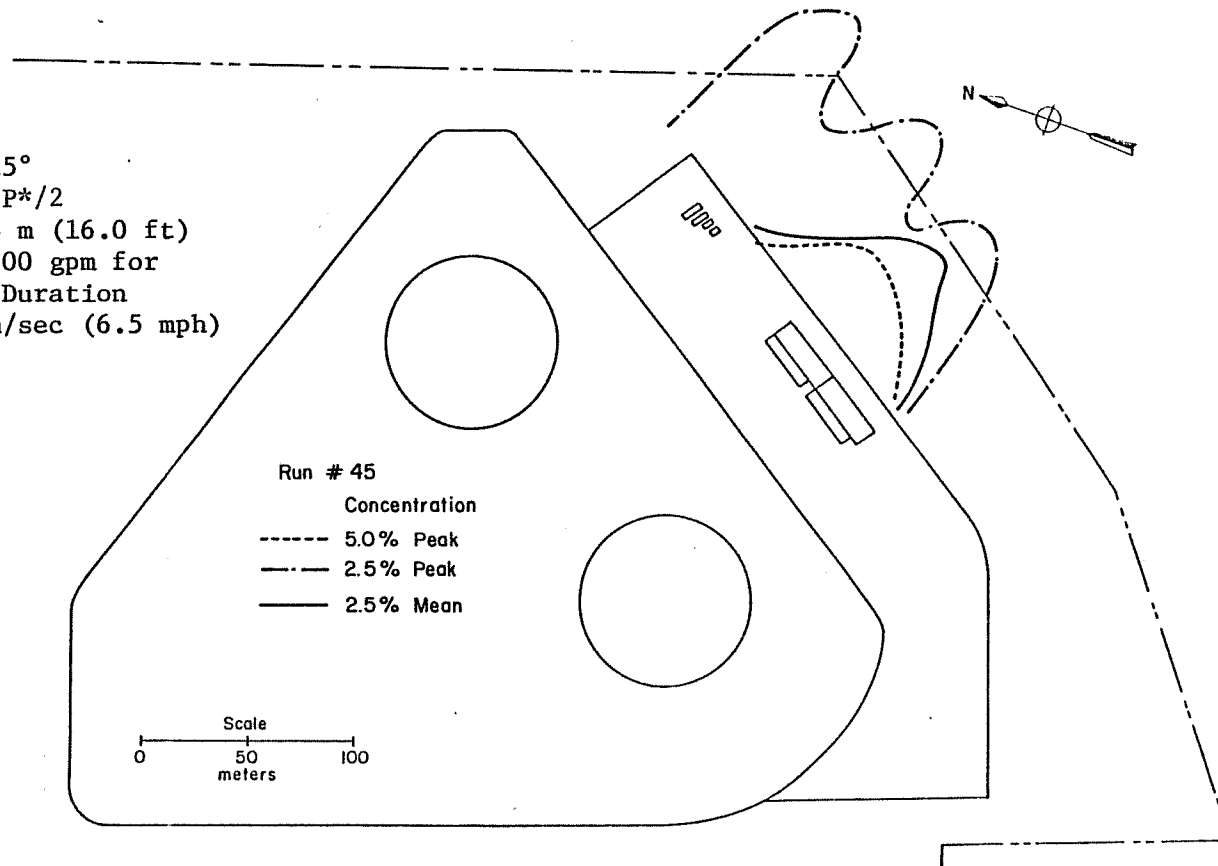 N
5°
P*/2
m (16.0 ft)
00 gpm for
Duration
/sec (6.5 mph)
Run # 45
Concentration
5.0% Peak
2.5% Peak
2.5% Mean
Scale
0 50 100
meters